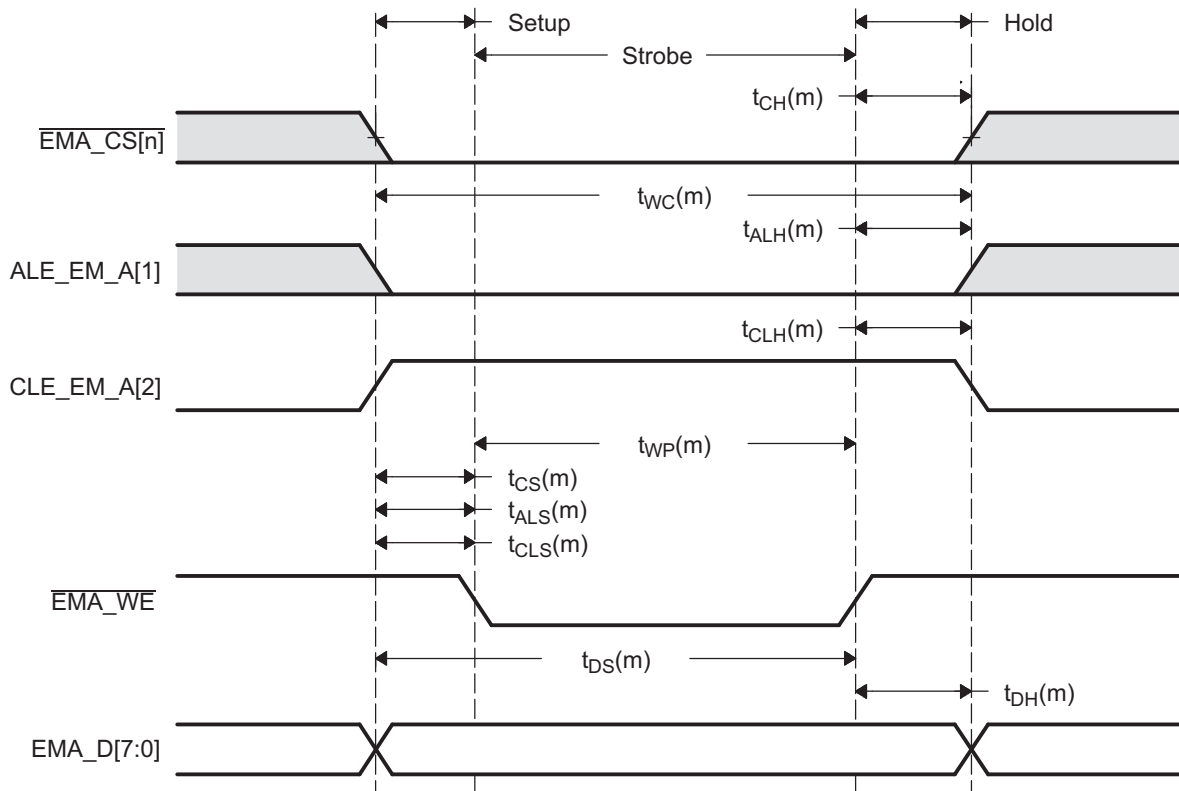 Setup
Hold
Strobe
tCH(m)
EMA_CS[n]
tWC(m)
tALH(m)
ALE_EM_A[1]
tCLH(m)
CLE_EM_A[2]
tWP(m)
tCS(m)
tALS(m)
tCLS(m)
EMA_WE
tDS(m)
tDH(m)
EMA_D[7:0]